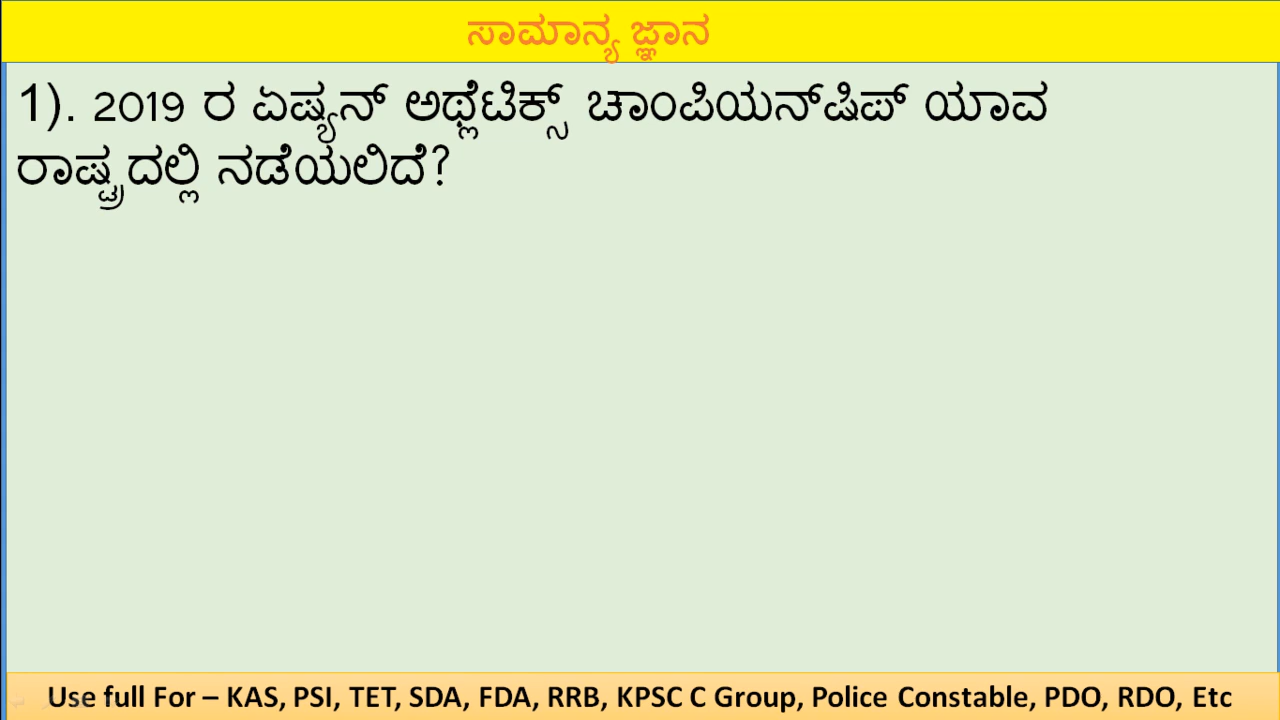 ಸಾಮಾನ್ಯ ಜ್ಞಾನ
1). 2019 ರ ಏಷ್ಯನ್ ಅಥ್ಲೆಟಿಕ್ಸ್ ಚಾಂಪಿಯನ್‌ಷಿಪ್ ಯಾವ
ರಾಷ್ಟ್ರದಲ್ಲಿ ನಡೆಯಲಿದೆ?
Use full For – KAS, PSI, TET, SDA, FDA, RRB, KPSC C Group, Police Constable, PDO, RDO, Etc